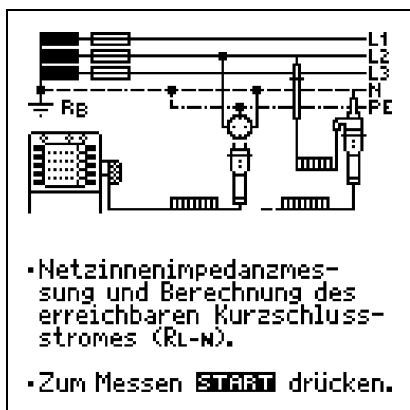 L1
L2
L3
N
PE
RB
•Netzinnenimpedanzmes-
sung und Berechnung des
erreichbaren Kurzschluss-
stromes (RL-N).
•Zum Messen START drücken.